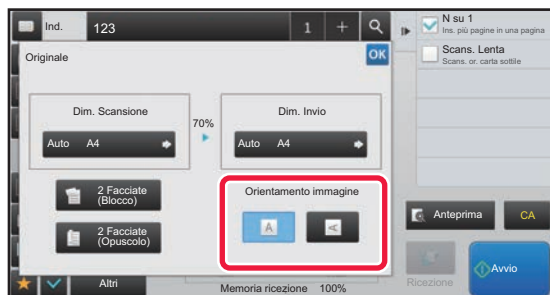 Ind.
123
1
+
N su 1
Ins. più pagine in una pagina
Originale
OK
Scans. Lenta
Scans. or. carta sottile
Dim. Scansione
70%
Dim. Invio
Auto A4
Auto A4
2 Facciate
(Blocco)
2 Facciate
(Opuscolo)
Orientamento immagine
A
A
Anteprima
CA
Altri
Memoria ricezione 100%
Ricezione
Avvio